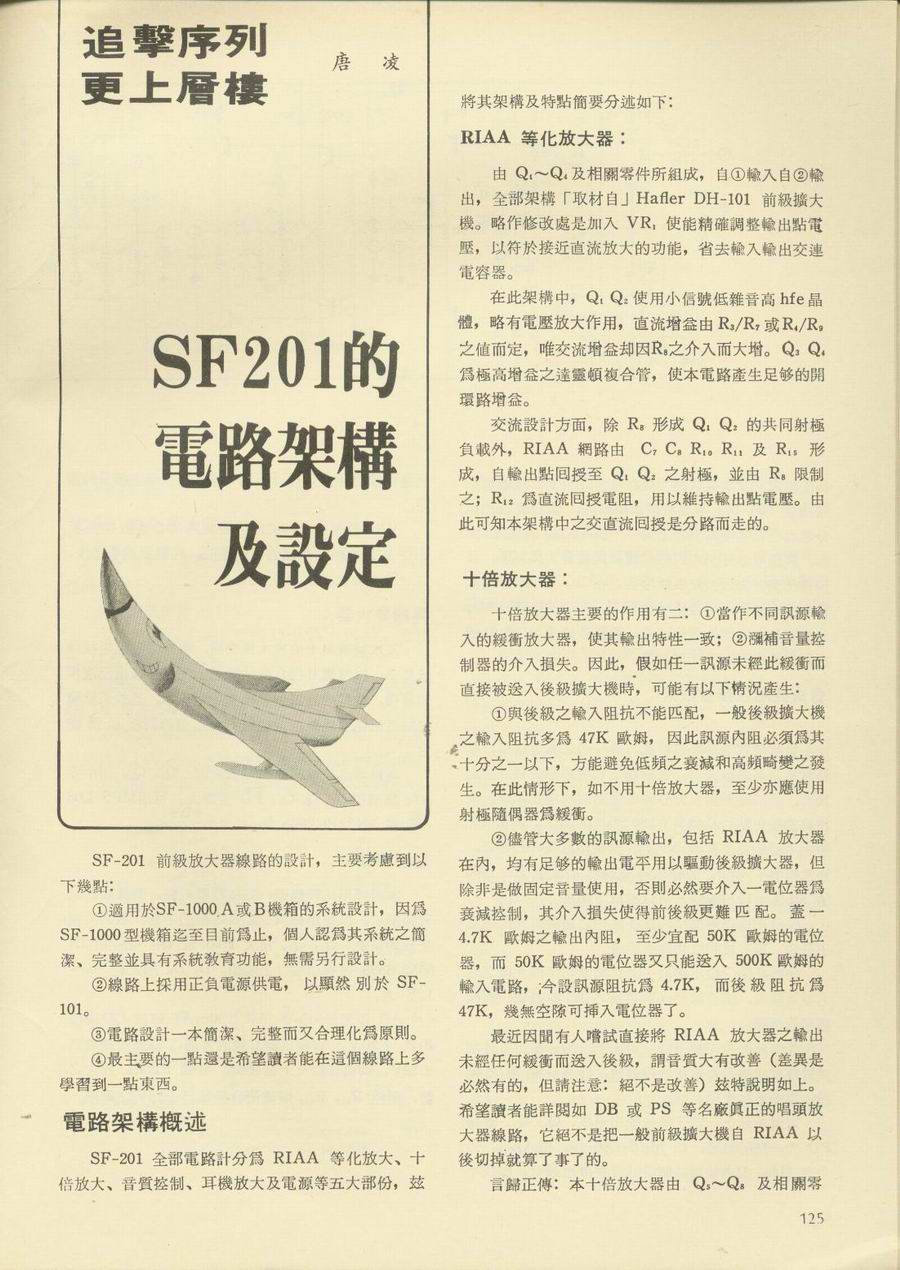 追擊序列
更上層樓
唐 凌
SF201的
電路架構
及設定
SF-201 前級放大器線路的設計，主要考慮到以
下幾點：
①適用於SF-1000 A或B機箱的系統設計，因爲
SF-1000型機箱迄至目前爲止，個人認爲其系統之簡
潔、完整並具有系統教育功能，無需另行設計。
②線路上採用正負電源供電，以顯然別於 SF-
101。
③電路設計一本簡潔、完整而又合理化爲原則。
④最主要的一點還是希望讀者能在這個線路上多
學習到一點東西。
電路架構概述
SF-201 全部電路計分爲 RIAA 等化放大、十
倍放大、音質控制、耳機放大及電源等五大部份，玆
將其架構及特點簡要分述如下：
RIAA 等化放大器：
由 Q₁～Q₄及相關零件所組成，自①輸入自②輸
出，全部架構「取材自」Hafler DH-101 前級擴大
機。略作修改處是加入 VR₁ 使能精確調整輸出點電
壓，以符於接近直流放大的功能，省去輸入輸出交連
電容器。
在此架構中，Q₁ Q₂使用小信號低雜音高 hfe 晶
體，略有電壓放大作用，直流增益由 R₃/R₇ 或 R₄/R₉
之値而定，唯交流增益却因R₈之介入而大增。Q₃ Q₄
爲極高增益之達靈頓複合管，使本電路產生足够的開
環路增益。
交流設計方面，除 R₈ 形成 Q₁ Q₂ 的共同射極
負載外，RIAA 網路由 C₇ C₈ R₁₀ R₁₁ 及 R₁₅ 形
成，自輸出點囘授至 Q₁ Q₂ 之射極，並由 R₈ 限制
之；R₁₂ 爲直流囘授電阻，用以維持輸出點電壓。由
此可知本架構中之交直流囘授是分路而走的。
十倍放大器：
十倍放大器主要的作用有二：①當作不同訊源輸
入的緩衝放大器，使其輸出特性一致；②瀰補音量控
制器的介入損失。因此，假如任一訊源未經此緩衝而
直接被送入後級擴大機時，可能有以下情況產生：
①與後級之輸入阻抗不能匹配，一般後級擴大機
之輸入阻抗多爲 47K 歐姆，因此訊源內阻必須爲其
十分之一以下，方能避免低頻之衰減和高頻畸變之發
生。在此情形下，如不用十倍放大器，至少亦應使用
射極隨偶器爲緩衝。
②儘管大多數的訊源輸出，包括 RIAA 放大器
在內，均有足够的輸出電平用以驅動後級擴大器，但
除非是做固定音量使用，否則必然要介入一電位器爲
衰減控制，其介入損失使得前後級更難匹配。蓋一
4.7K 歐姆之輸出內阻，至少宜配 50K 歐姆的電位
器，而 50K 歐姆的電位器又只能送入 500K 歐姆的
輸入電路，今設訊源阻抗爲 4.7K，而後級阻抗爲
47K，幾無空隙可挿入電位器了。
最近因聞有人嚐試直接將 RIAA 放大器之輸出
未經任何緩衝而送入後級，謂音質大有改善（差異是
必然有的，但請注意：絕不是改善）玆特說明如上。
希望讀者能詳閱如 DB 或 PS 等名廠眞正的唱頭放
大器線路，它絕不是把一般前級擴大機自 RIAA 以
後切掉就算了事了的。
言歸正傳：本十倍放大器由 Q₅～Q₈ 及相關零
125